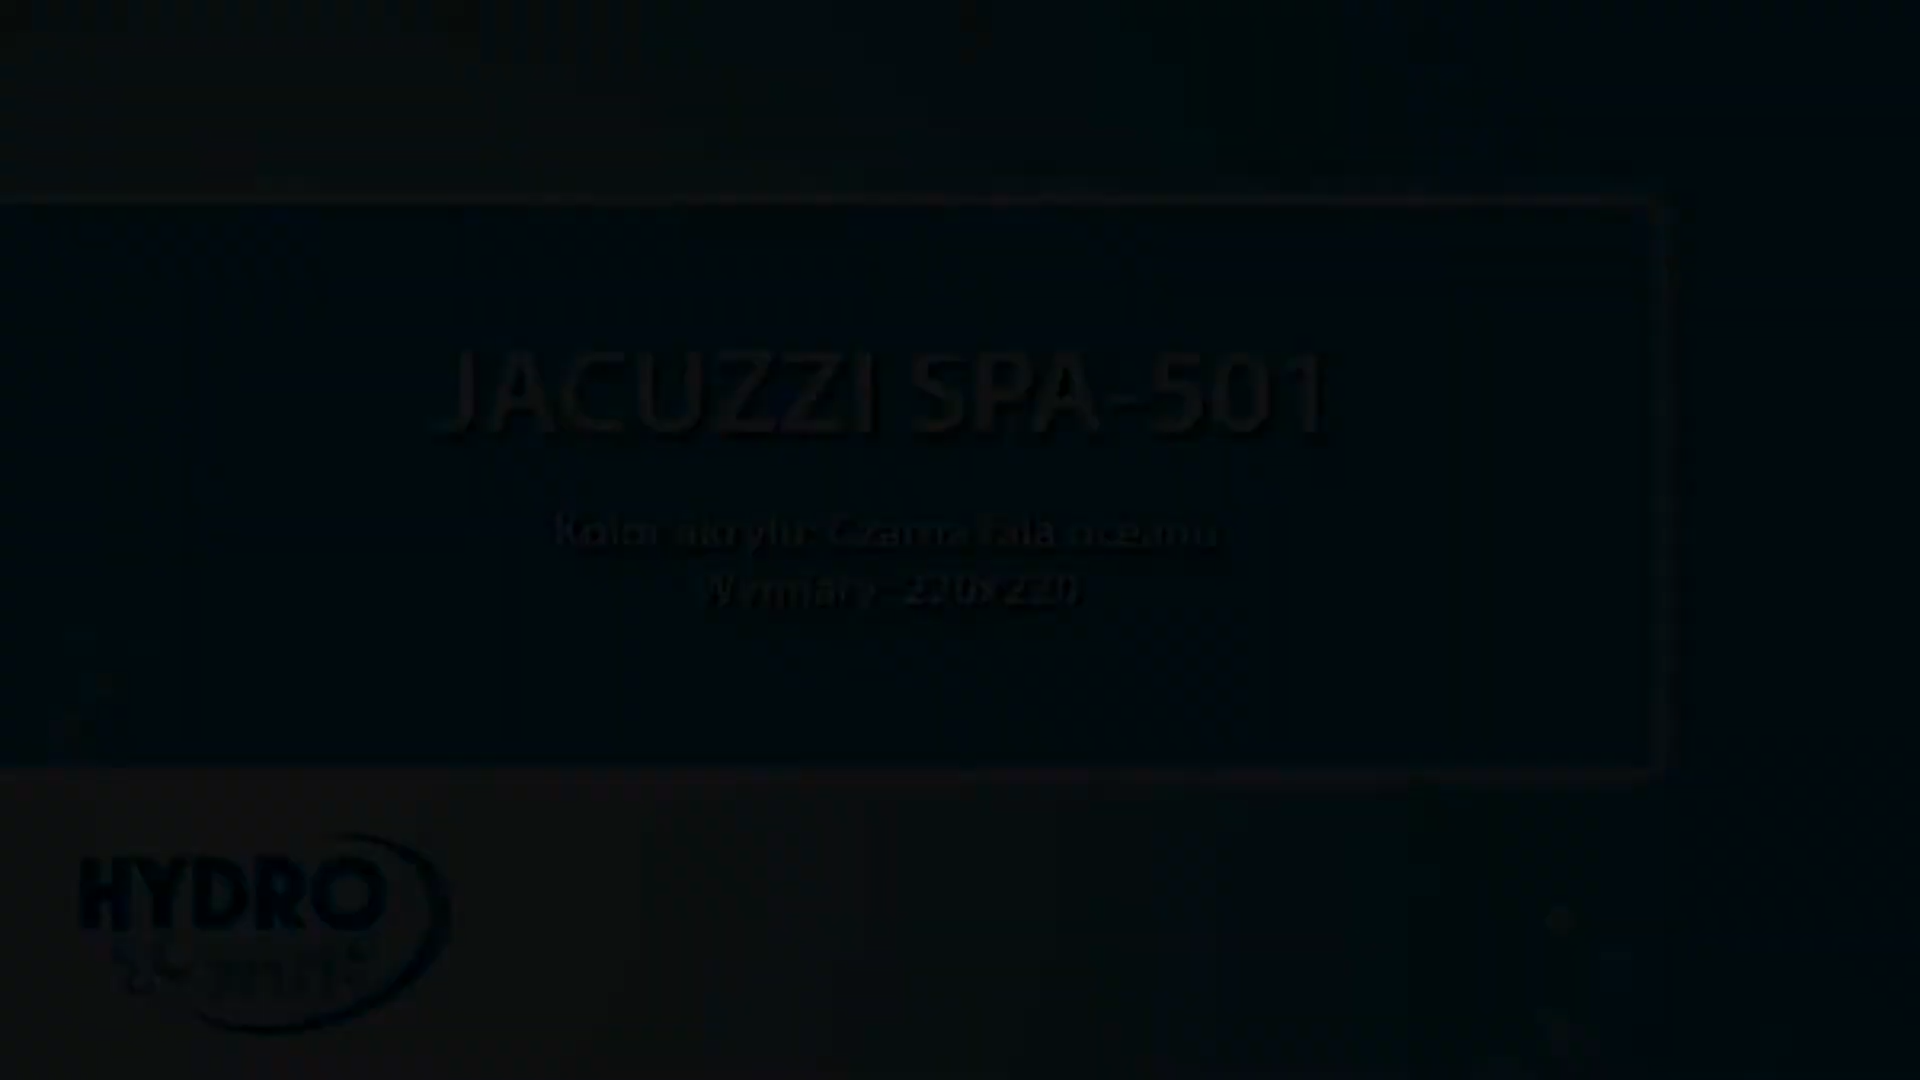 JACUZZI SPA-501
Kolor akrylu: Czarna fala oceanu
Wymiary: 220x220
HYDRO